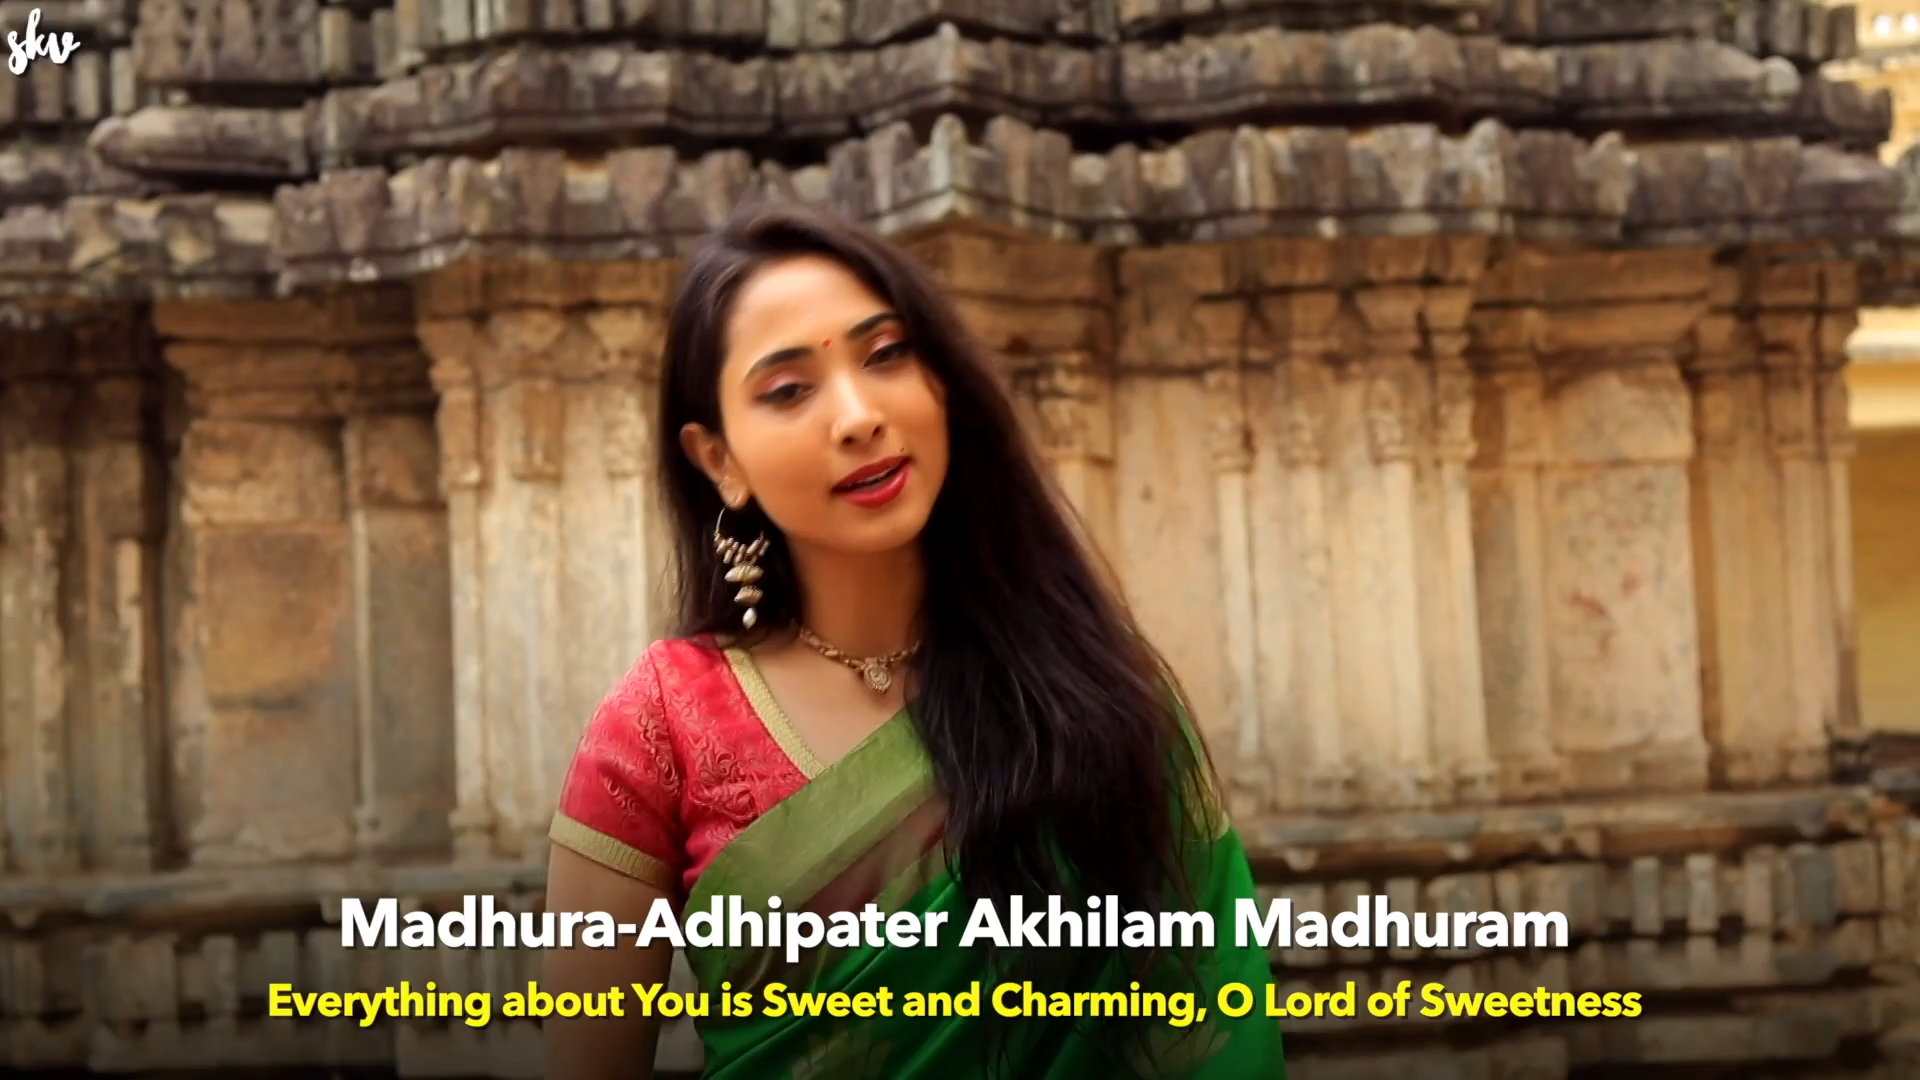 skv
Madhura-Adhipater Akhilam Madhuram
Everything about You is Sweet and Charming, O Lord of Sweetness